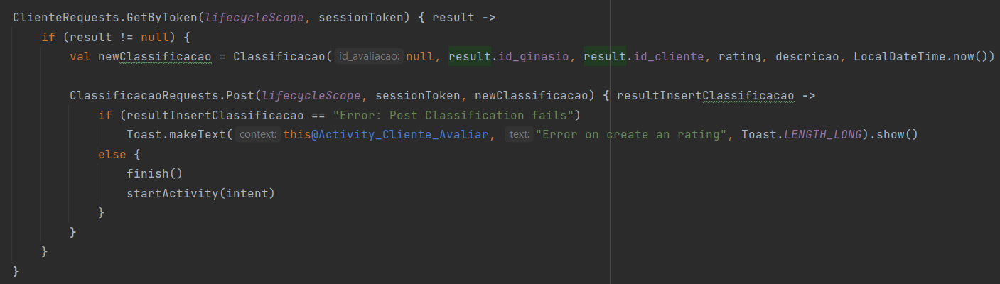 ClienteRequests.GetByToken(lifecycleScope, sessionToken) { result ->
    if (result != null) {
        val newClassificacao = Classificacao( id_avaliacao: null, result.id_ginasio, result.id_cliente, rating, descricao, LocalDateTime.now())
        ClassificacaoRequests.Post(lifecycleScope, sessionToken, newClassificacao) { resultInsertClassificacao ->
            if (resultInsertClassificacao == "Error: Post Classification fails")
                Toast.makeText( context: this@Activity_Cliente_Avaliar, text: "Error on create an rating", Toast.LENGTH_LONG).show()
            else {
                finish()
                startActivity(intent)
            }
        }
    }
}